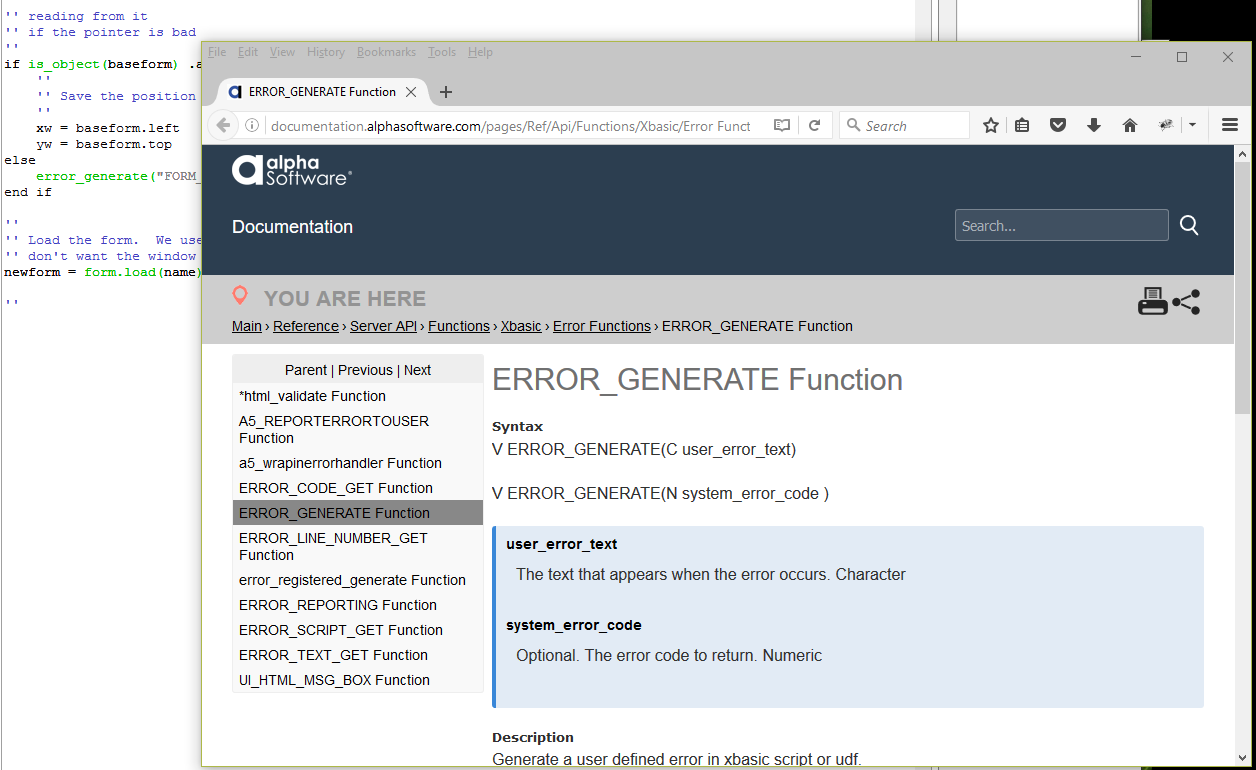 '' reading from it
'' if the pointer is bad
''
if is_object(baseform) .a
''
'' Save the position
''
xw = baseform.left
yw = baseform.top
else
error_generate("FORM_
end if
''
'' Load the form. We use
'' don't want the window
newform = form.load(name)
''
File Edit View History Bookmarks Tools Help
ERROR_GENERATE Function
documentation.alphasoftware.com/pages/Ref/Api/Functions/Xbasic/Error Funct
Search
alpha
Software
Documentation
Search...
YOU ARE HERE
Main › Reference › Server API › Functions › Xbasic › Error Functions › ERROR_GENERATE Function
Parent | Previous | Next
*html_validate Function
A5_REPORTERRORTOUSER
Function
a5_wrapinerrorhandler Function
ERROR_CODE_GET Function
ERROR_GENERATE Function
ERROR_LINE_NUMBER_GET
Function
error_registered_generate Function
ERROR_REPORTING Function
ERROR_SCRIPT_GET Function
ERROR_TEXT_GET Function
UI_HTML_MSG_BOX Function
ERROR_GENERATE Function
Syntax
V ERROR_GENERATE(C user_error_text)
V ERROR_GENERATE(N system_error_code )
user_error_text
The text that appears when the error occurs. Character
system_error_code
Optional. The error code to return. Numeric
Description
Generate a user defined error in xbasic script or udf.